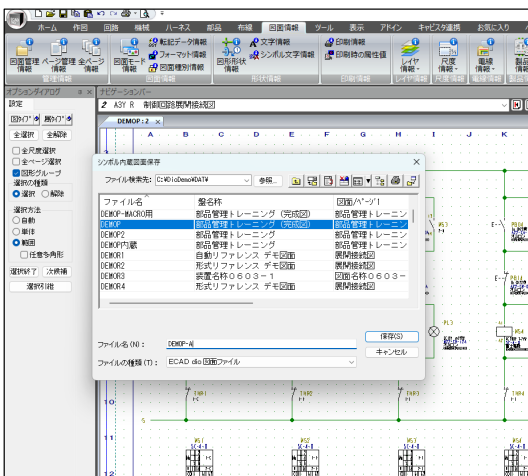 ホーム 作図 回路 機械 ハーネス 部品 布線 図面情報 ツール 表示 アドイン キャビスタ連携 お気に入り
図面管理情報 ページ管理情報 全ページ情報 図面モード情報 転記データ情報 フォーマット情報 図面種別情報 図形形状情報 文字情報 シンボル文字情報 印刷情報 印刷時の属性値 レイヤ情報 尺度情報 電線情報 製品情報
管理情報 図面情報 形状情報 印刷情報 レイヤ情報 尺度情報 電線情報
オプションダイアログ
ナビゲーションバー
設定
2 A3Y R 制御回路展開接続図
DEMOP:2
全選択 全解除
A B C D E F G H I J K
全尺度選択
全ページ選択
図形グループ
選択の種類
選択 解除
選択方法
自動
単体
範囲
任意多角形
選択終了 次候補
選択引継
シンボル内蔵図面保存
ファイル検索先: C:¥DioDemo¥DAT¥ 参照...
ファイル名 盤名称 図面/ページ1
DEMOP-MACRO用 部品管理トレーニング (完成図) 部品管理トレーニン
DEMOP 部品管理トレーニング (完成図) 部品管理トレーニン
DEMOP2 部品管理トレーニング 部品管理トレーニン
DEMOP内蔵 部品管理トレーニング 部品管理トレーニン
DEMOR1 自動リファレンス デモ図面 展開接続図
DEMOR2 形式リファレンス デモ図面 展開接続図
DEMOR3 装置名称0603-1 図面名称0603-
DEMOR4 形式リファレンス デモ図面 展開接続図
ファイル名(N): DEMOP-A 保存(S)
ファイルの種類(T): ECAD dio 図面ファイル キャンセル
TMR1 TMR2 TMR3 TMR4
10
S
11
MS1 MS2 MS3 MS4
12